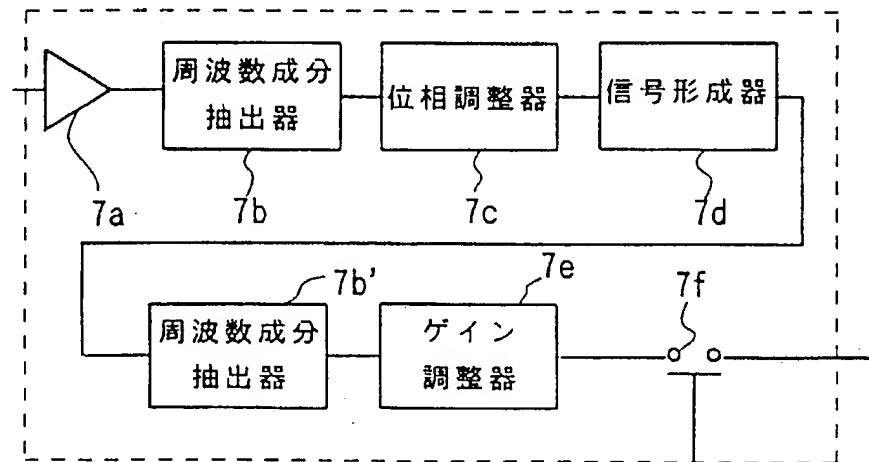 周波数成分
抽出器
位相調整器
信号形成器
7a
7b
7c
7d
7b'
7e
7f
周波数成分
抽出器
ゲイン
調整器